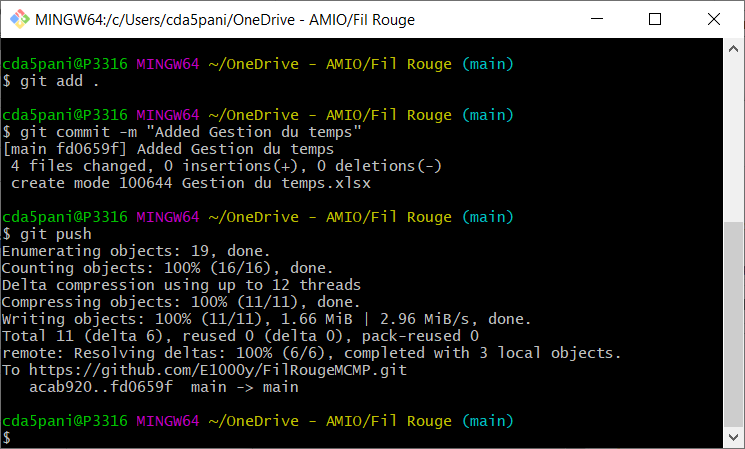 MINGW64:/c/Users/cda5pani/OneDrive - AMIO/Fil Rouge
cda5pani@P3316 MINGW64 ~/OneDrive - AMIO/Fil Rouge (main)
$ git add .
cda5pani@P3316 MINGW64 ~/OneDrive - AMIO/Fil Rouge (main)
$ git commit -m "Added Gestion du temps"
[main fd0659f] Added Gestion du temps
 4 files changed, 0 insertions(+), 0 deletions(-)
 create mode 100644 Gestion du temps.xlsx
cda5pani@P3316 MINGW64 ~/OneDrive - AMIO/Fil Rouge (main)
$ git push
Enumerating objects: 19, done.
Counting objects: 100% (16/16), done.
Delta compression using up to 12 threads
Compressing objects: 100% (11/11), done.
Writing objects: 100% (11/11), 1.66 MiB | 2.96 MiB/s, done.
Total 11 (delta 6), reused 0 (delta 0), pack-reused 0
remote: Resolving deltas: 100% (6/6), completed with 3 local objects.
To https://github.com/E1000y/FilRougeMCMP.git
   acab920..fd0659f  main -> main
cda5pani@P3316 MINGW64 ~/OneDrive - AMIO/Fil Rouge (main)
$